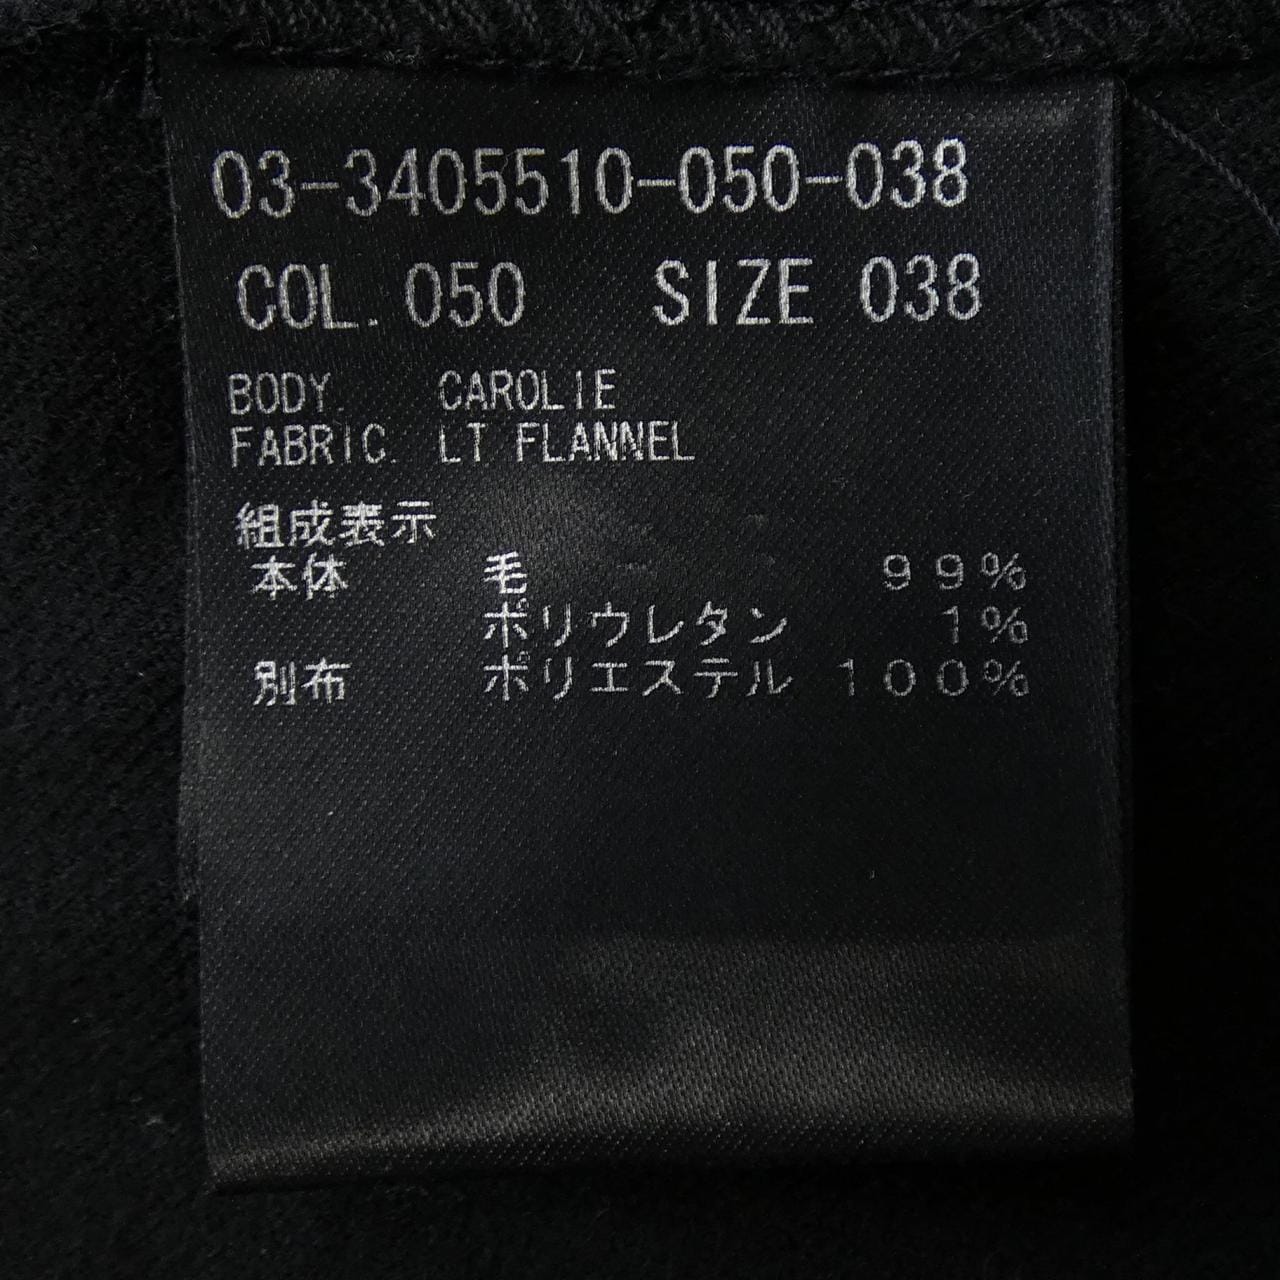 03-3405510-050-038
COL. 050 SIZE 038
BODY. CAROLIE
FABRIC. LT FLANNEL
組成表示
本体 毛 99%
ポリウレタン 1%
別布 ポリエステル 100%